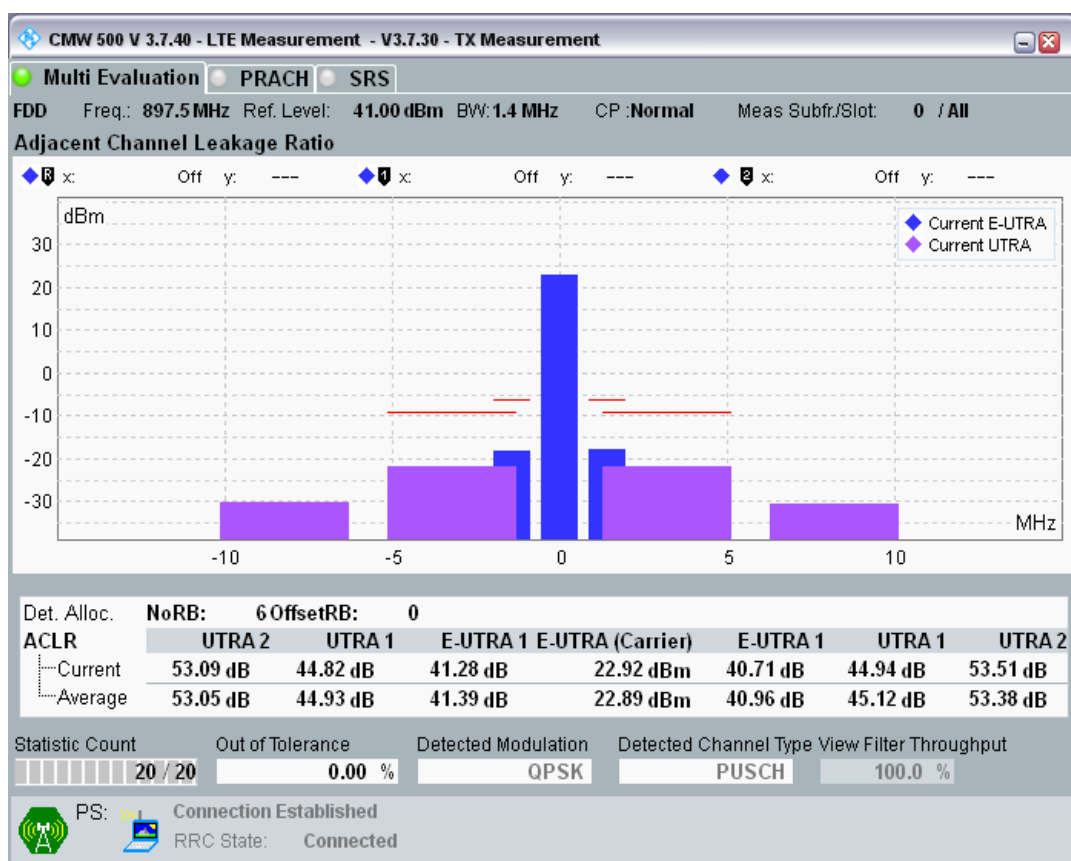 CMW 500 V 3.7.40 - LTE Measurement - V3.7.30 - TX Measurement
Multi Evaluation PRACH SRS
FDD Freq.: 897.5 MHz Ref. Level: 41.00 dBm BW: 1.4 MHz CP :Normal Meas Subfr./Slot: 0 / All
Adjacent Channel Leakage Ratio
R x: Off y: --- 1 x: Off y: --- 2 x: Off y: ---
dBm
Current E-UTRA
Current UTRA
30
20
10
0
-10
-20
-30
MHz
-10 -5 0 5 10
Det. Alloc. NoRB: 6 OffsetRB: 0
ACLR UTRA 2 UTRA 1 E-UTRA 1 E-UTRA (Carrier) E-UTRA 1 UTRA 1 UTRA 2
Current 53.09 dB 44.82 dB 41.28 dB 22.92 dBm 40.71 dB 44.94 dB 53.51 dB
Average 53.05 dB 44.93 dB 41.39 dB 22.89 dBm 40.96 dB 45.12 dB 53.38 dB
Statistic Count Out of Tolerance Detected Modulation Detected Channel Type View Filter Throughput
20 / 20 0.00 % QPSK PUSCH 100.0 %
PS: Connection Established
RRC State: Connected